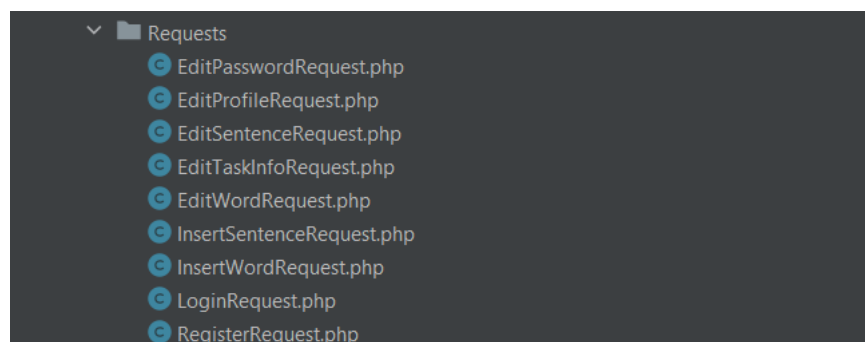 Requests
C EditPasswordRequest.php
C EditProfileRequest.php
C EditSentenceRequest.php
C EditTaskInfoRequest.php
C EditWordRequest.php
C InsertSentenceRequest.php
C InsertWordRequest.php
C LoginRequest.php
C RegisterRequest.php